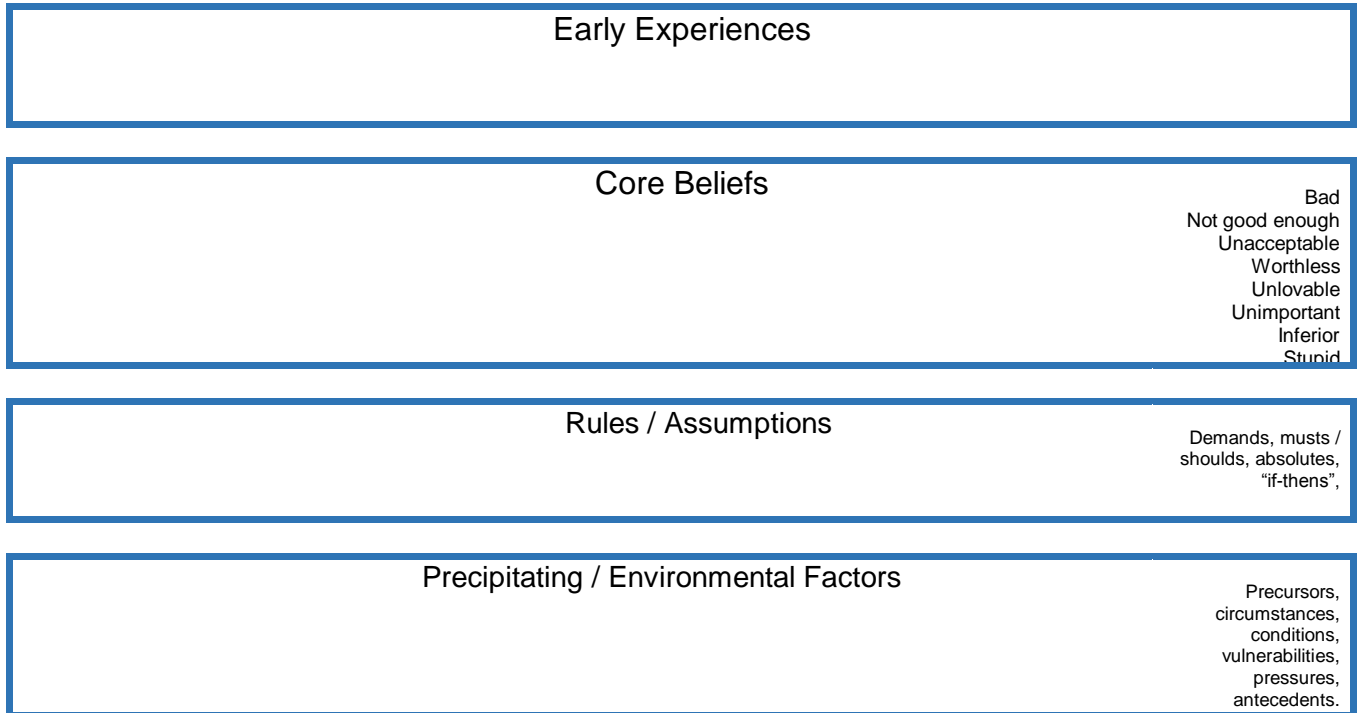 Early Experiences
Core Beliefs
Bad
Not good enough
Unacceptable
Worthless
Unlovable
Unimportant
Inferior
Stupid
Rules / Assumptions
Demands, musts /
shoulds, absolutes,
“if-thens”,
Precipitating / Environmental Factors
Precursors,
circumstances,
conditions,
vulnerabilities,
pressures,
antecedents.